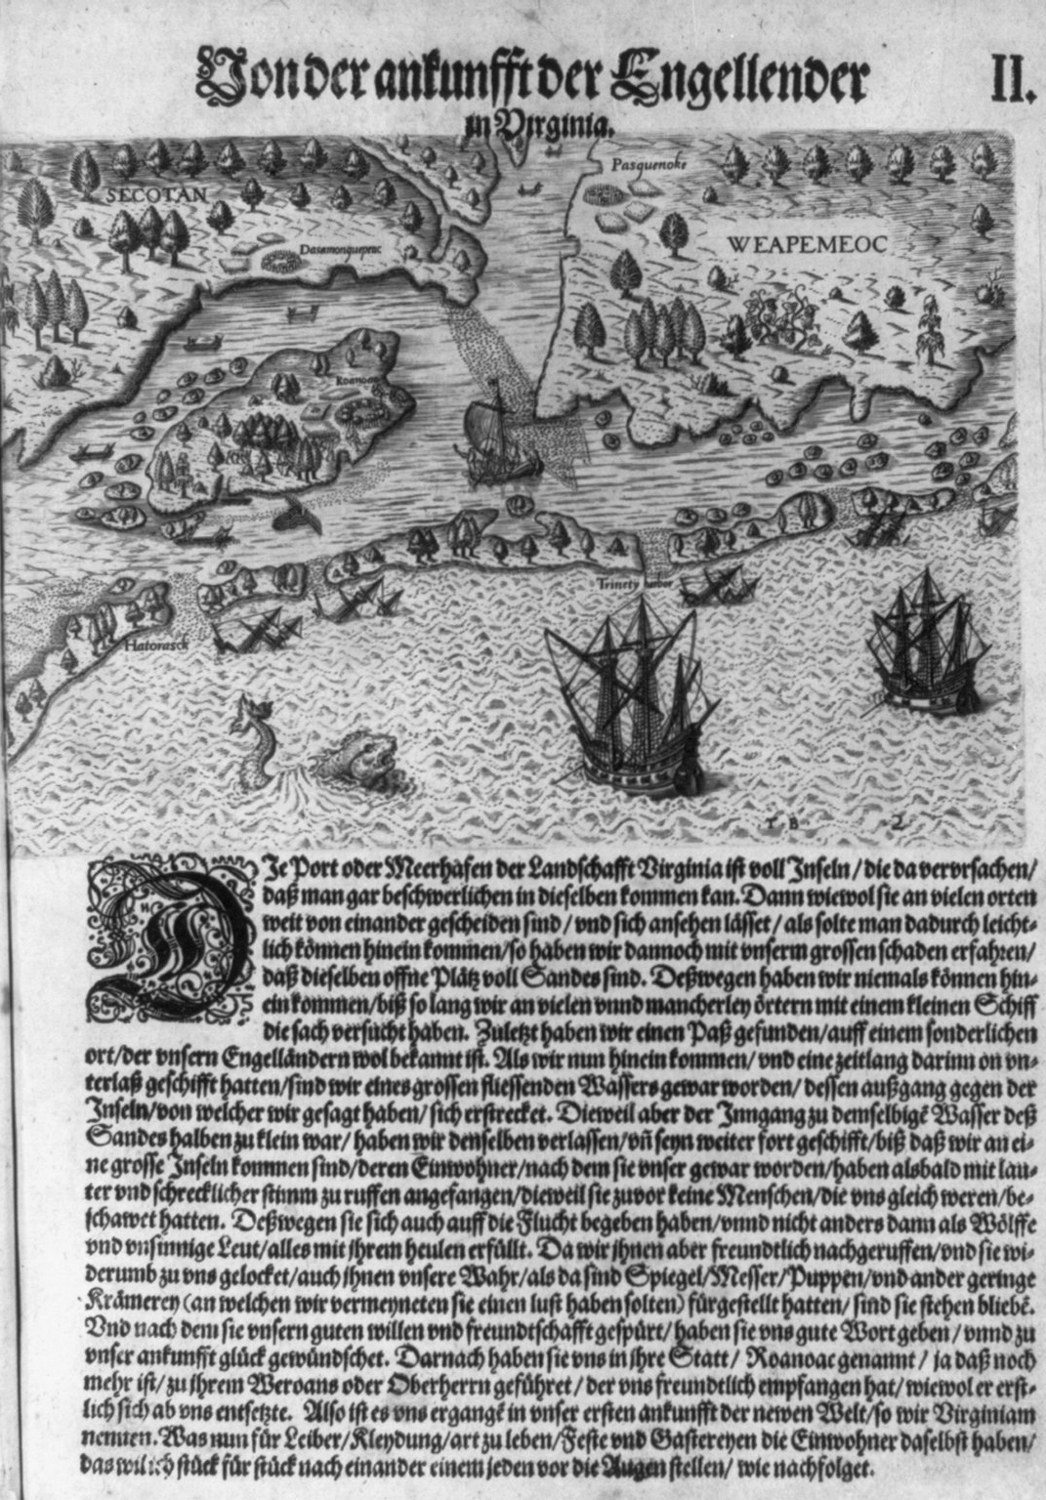 Von der ankunfft der Engellender
II.
in Virginia.
Pasquenoke
SECOTAN
WEAPEMEOC
Dasamonquepeuc
Roanoac
Trinety harbor
Hatorasck
T B 2
DJe Port oder Meerhäfen der Landschafft Virginia ist voll Jnseln/ die da vervrsachen/
daß man gar beschwerlichen in dieselben kommen kan. Dann wiewol sie an vielen orten
weit von einander gescheiden sind/ vnd sich ansehen lässet/ als solte man dadurch leicht-
lich können hinein kommen/ so haben wir dannoch mit vnserm grossen schaden erfahren/
daß dieselben offne Plätz voll Sandes sind. Deßwegen haben wir niemals können hin-
ein kommen/ biß so lang wir an vielen vnnd mancherley örtern mit einem kleinen Schiff
die sach versücht haben. Zuletzt haben wir einen Paß gefunden/ auff einem sonderlichen
ort/ der vnsern Engelländern wol bekannt ist. Als wir nun hinein kommen/ vnd eine zeitlang darinn on vn-
terlaß geschifft hatten/ sind wir eines grossen fliessenden Wassers gewar worden/ dessen außgang gegen der
Jnseln/ von welcher wir gesagt haben/ sich erstrecket. Dieweil aber der Jnngang zu demselbigē Wasser deß
Sandes halben zu klein war/ haben wir denselben verlassen/ vñ seyn weiter fort geschifft/ biß daß wir an ei-
ne grosse Jnseln kommen sind/ deren Einwohner/ nach dem sie vnser gewar worden/ haben alsbald mit lau-
ter vnd schrecklicher stimm zu ruffen angefangen/ dieweil sie zuvor keine Menschen/ die vns gleich weren/ be-
schawet hatten. Deßwegen sie sich auch auff die Flucht begeben haben/ vnnd nicht anders dann als Wölffe
vnd vnsinnige Leut/ alles mit jhrem heulen erfüllt. Da wir jhnen aber freundtlich nachgeruffen/ vnd sie wi-
derumb zu vns gelocket/ auch jhnen vnsere Wahr/ als da sind Spiegel/ Messer/ Puppen/ vnd ander geringe
Krämerey (an welchen wir vermeyneten sie einen lust haben solten) fürgestellt hatten/ sind sie stehen bliebē.
Vnd nach dem sie vnsern guten willen vnd freundtschafft gespürt/ haben sie vns gute Wort geben/ vnnd zu
vnser ankunfft glück gewündschet. Darnach haben sie vns in jhre Statt/ Roanoac genannt/ ja daß noch
mehr ist/ zu jhrem Weroans oder Oberherrn geführet/ der vns freundtlich empfangen hat/ wiewol er erst-
lich sich ab vns entsetzte. Also ist es vns ergangē in vnser ersten ankunfft der newen Welt/ so wir Virginiam
nennen. Was nun für Leiber/ Kleydung/ art zu leben/ Feste vnd Gastereyen die Einwohner daselbst haben/
das wil ich stück für stück nach einander einem jeden vor die Augen stellen/ wie nachfolget.